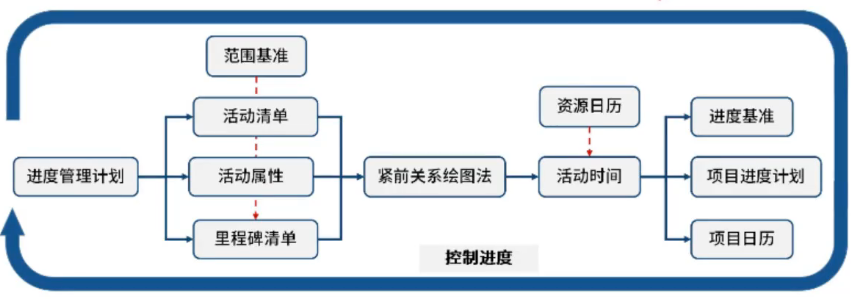 范围基准
活动清单
资源日历
进度基准
进度管理计划
活动属性
紧前关系绘图法
活动时间
项目进度计划
里程碑清单
项目日历
控制进度